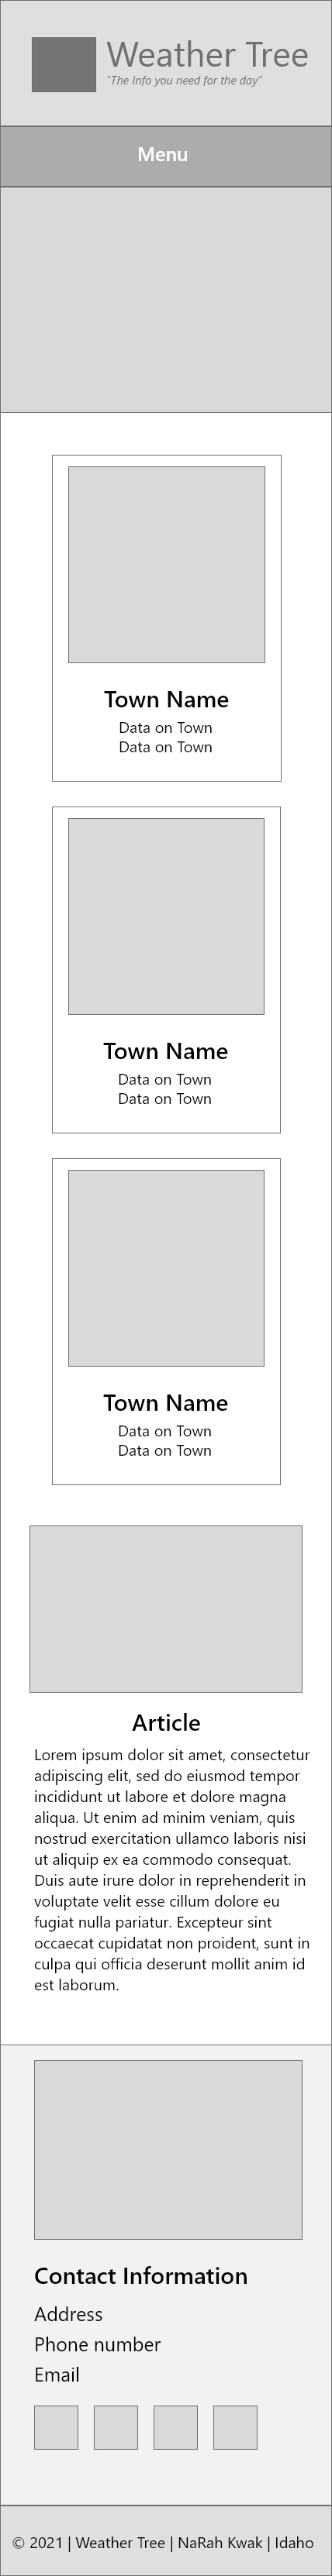 Weather Tree
"The Info you need for the day"
Menu
Town Name
Data on Town
Data on Town
Town Name
Data on Town
Data on Town
Town Name
Data on Town
Data on Town
Article
Lorem ipsum dolor sit amet, consectetur
adipiscing elit, sed do eiusmod tempor
incididunt ut labore et dolore magna
aliqua. Ut enim ad minim veniam, quis
nostrud exercitation ullamco laboris nisi
ut aliquip ex ea commodo consequat.
Duis aute irure dolor in reprehenderit in
voluptate velit esse cillum dolore eu
fugiat nulla pariatur. Excepteur sint
occaecat cupidatat non proident, sunt in
culpa qui officia deserunt mollit anim id
est laborum.
Contact Information
Address
Phone number
Email
© 2021 | Weather Tree | NaRah Kwak | Idaho